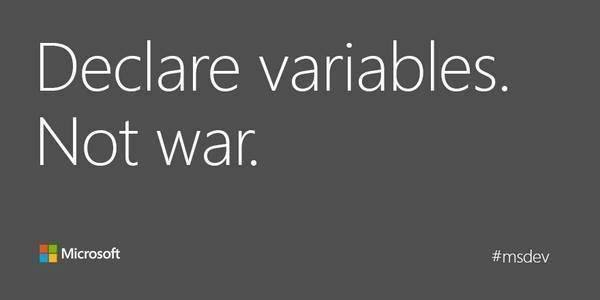 Declare variables.
Not war.
Microsoft
#msdev